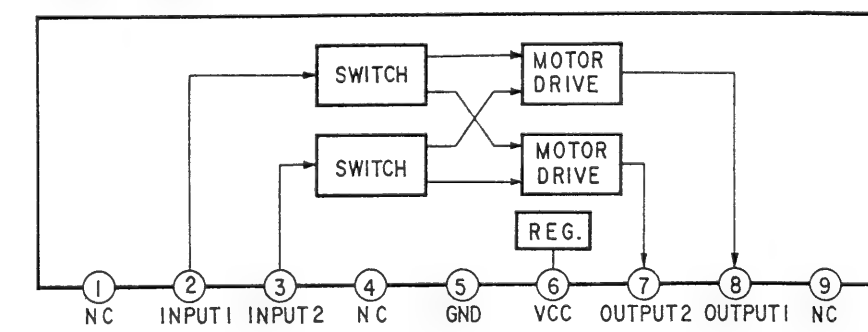 SWITCH
MOTOR
DRIVE
SWITCH
MOTOR
DRIVE
REG.
1 2 3 4 5 6 7 8 9
NC INPUT1 INPUT2 NC GND VCC OUTPUT2 OUTPUT1 NC